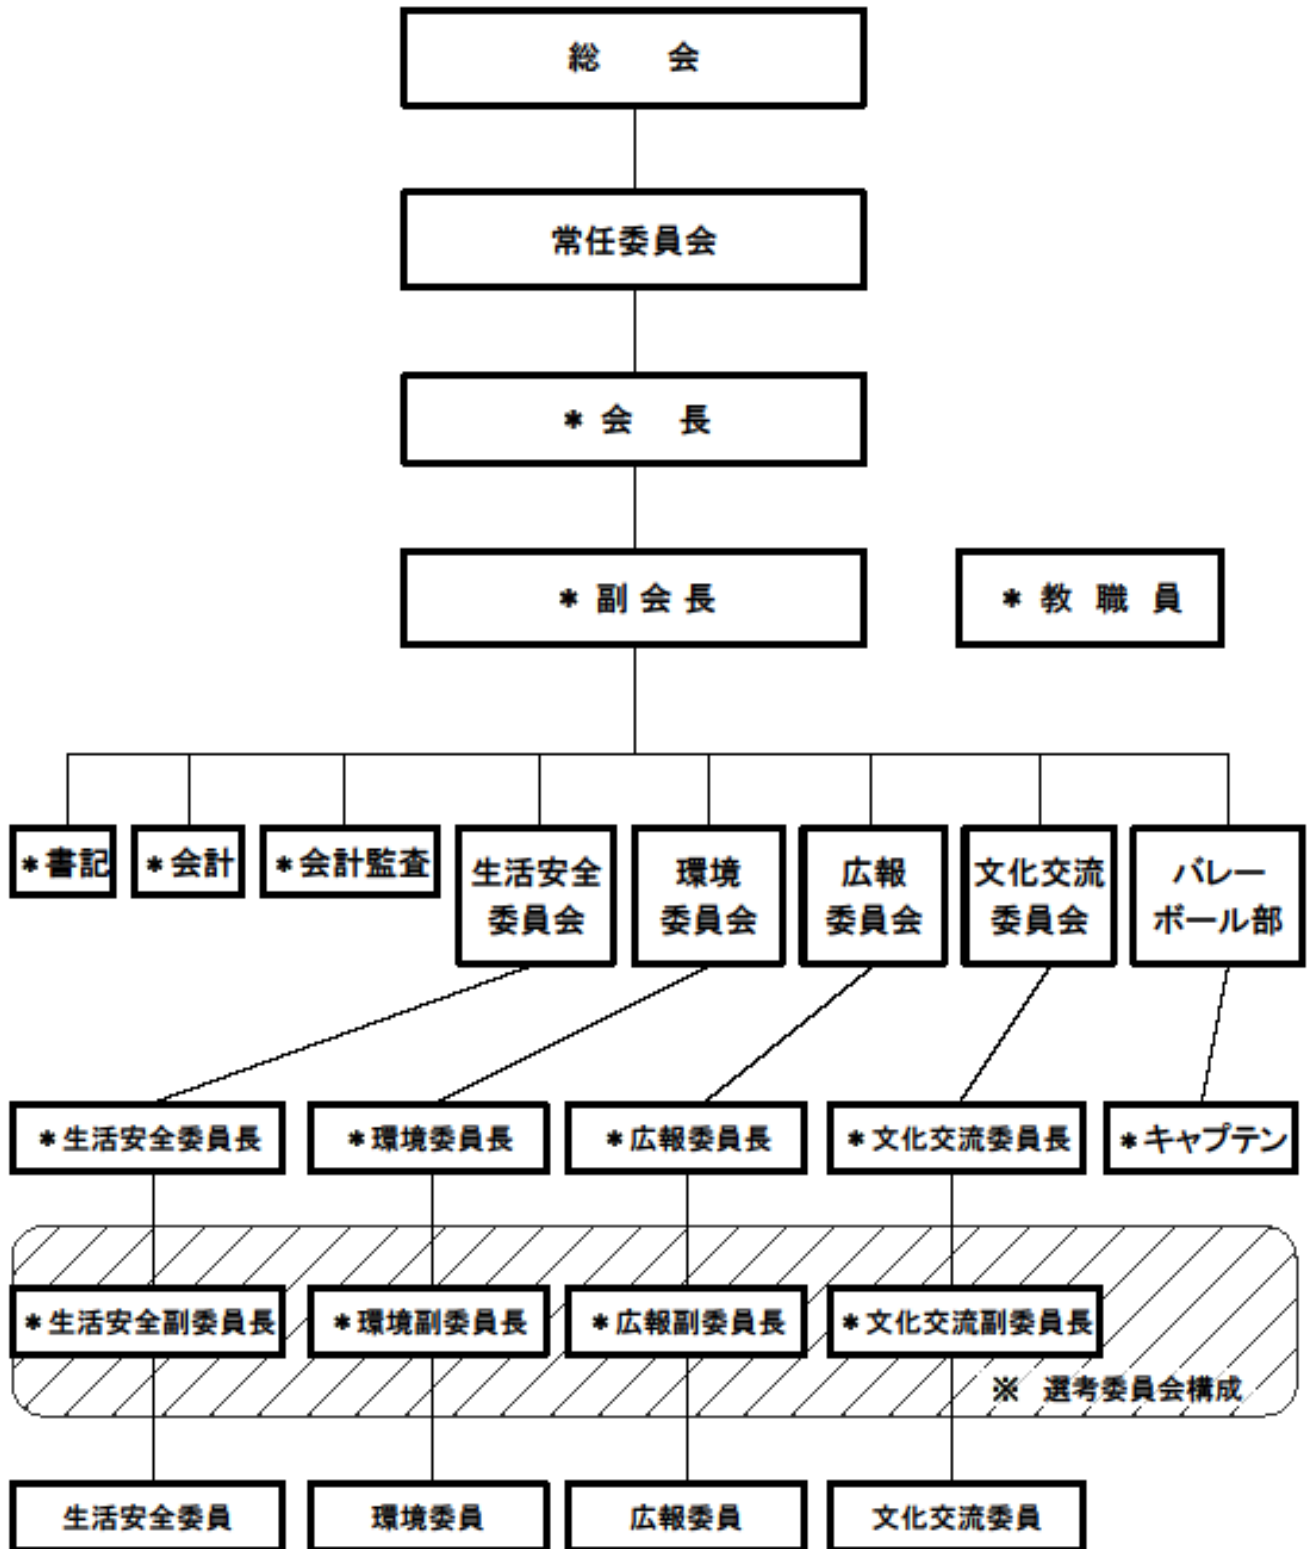 総　　会
常任委員会
＊ 会　長
＊ 副 会 長
＊ 教 職 員
＊書記
＊会計
＊会計監査
生活安全
委員会
環境
委員会
広報
委員会
文化交流
委員会
バレー
ボール部
＊生活安全委員長
＊環境委員長
＊広報委員長
＊文化交流委員長
＊キャプテン
＊生活安全副委員長
＊環境副委員長
＊広報副委員長
＊文化交流副委員長
※　選考委員会構成
生活安全委員
環境委員
広報委員
文化交流委員